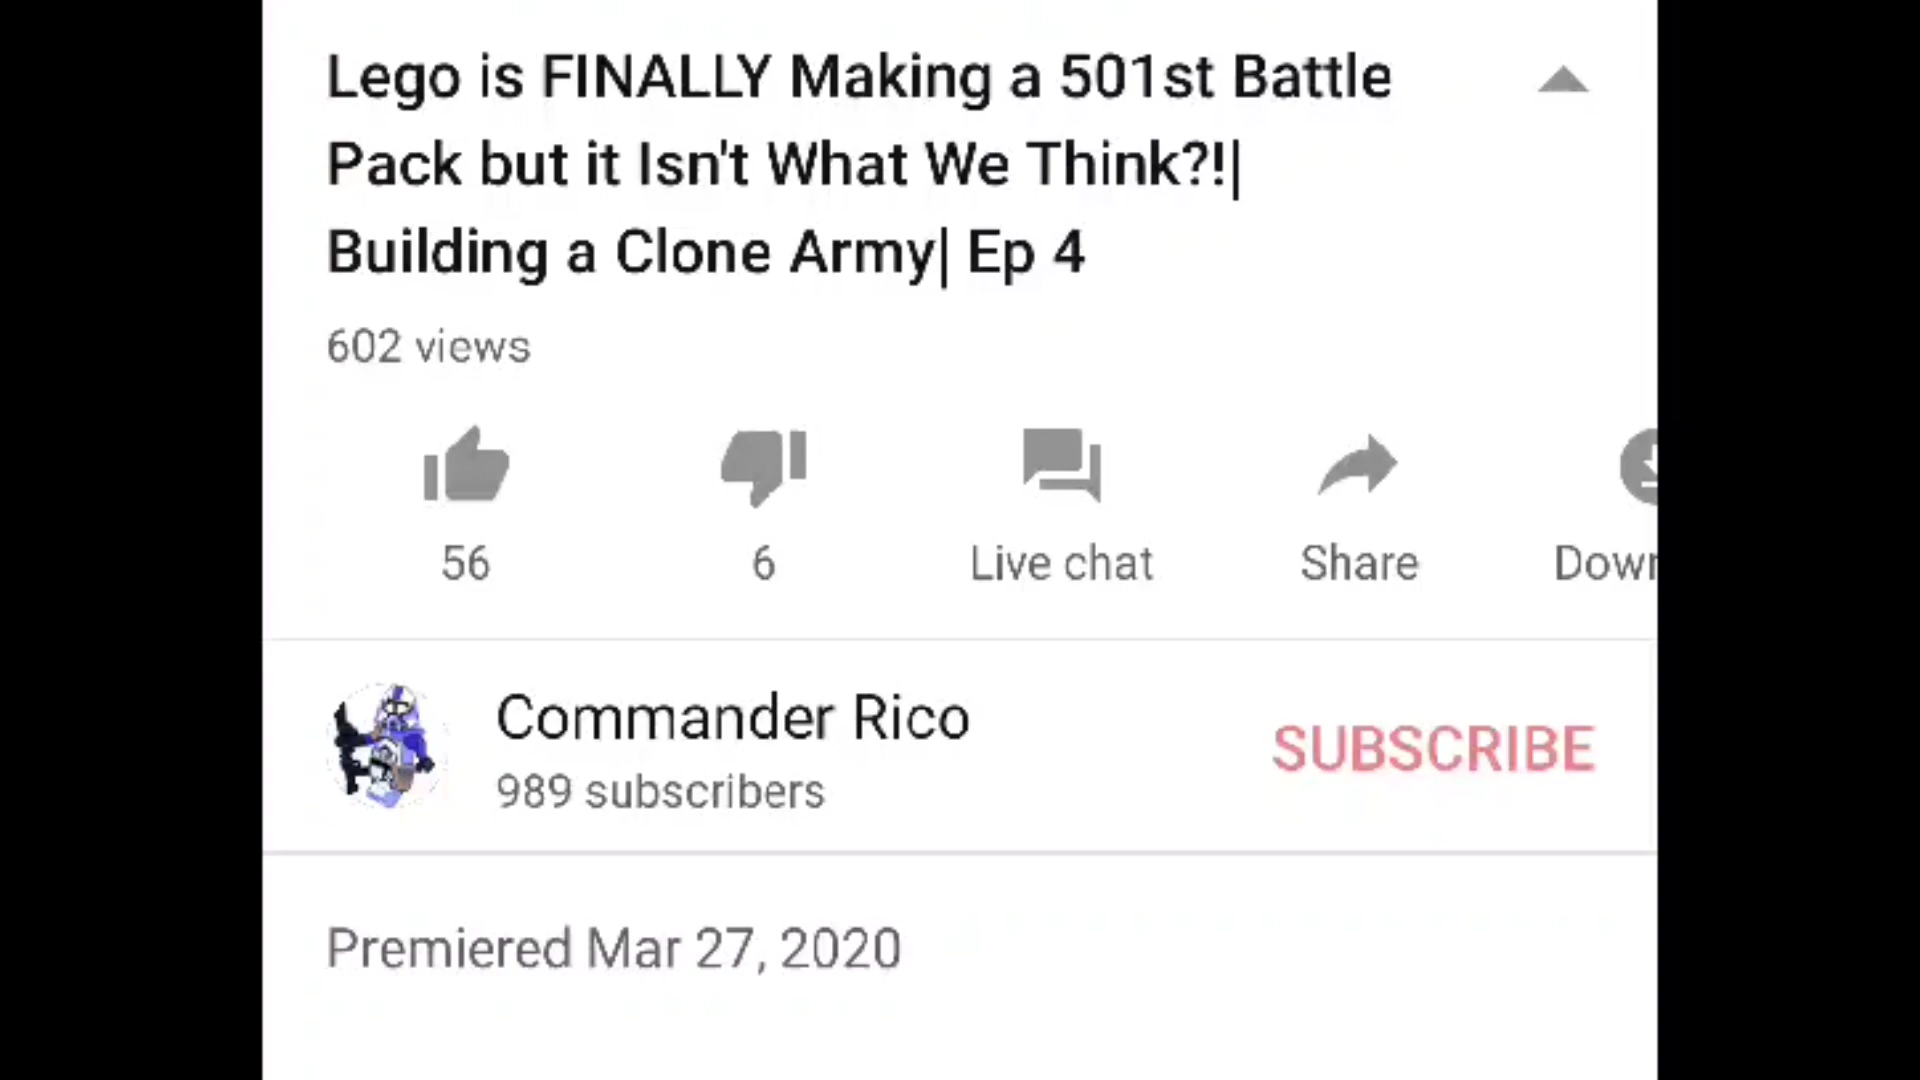 Lego is FINALLY Making a 501st Battle
Pack but it Isn't What We Think?!|
Building a Clone Army| Ep 4
602 views
56 6 Live chat Share Down
Commander Rico
SUBSCRIBE
989 subscribers
Premiered Mar 27, 2020